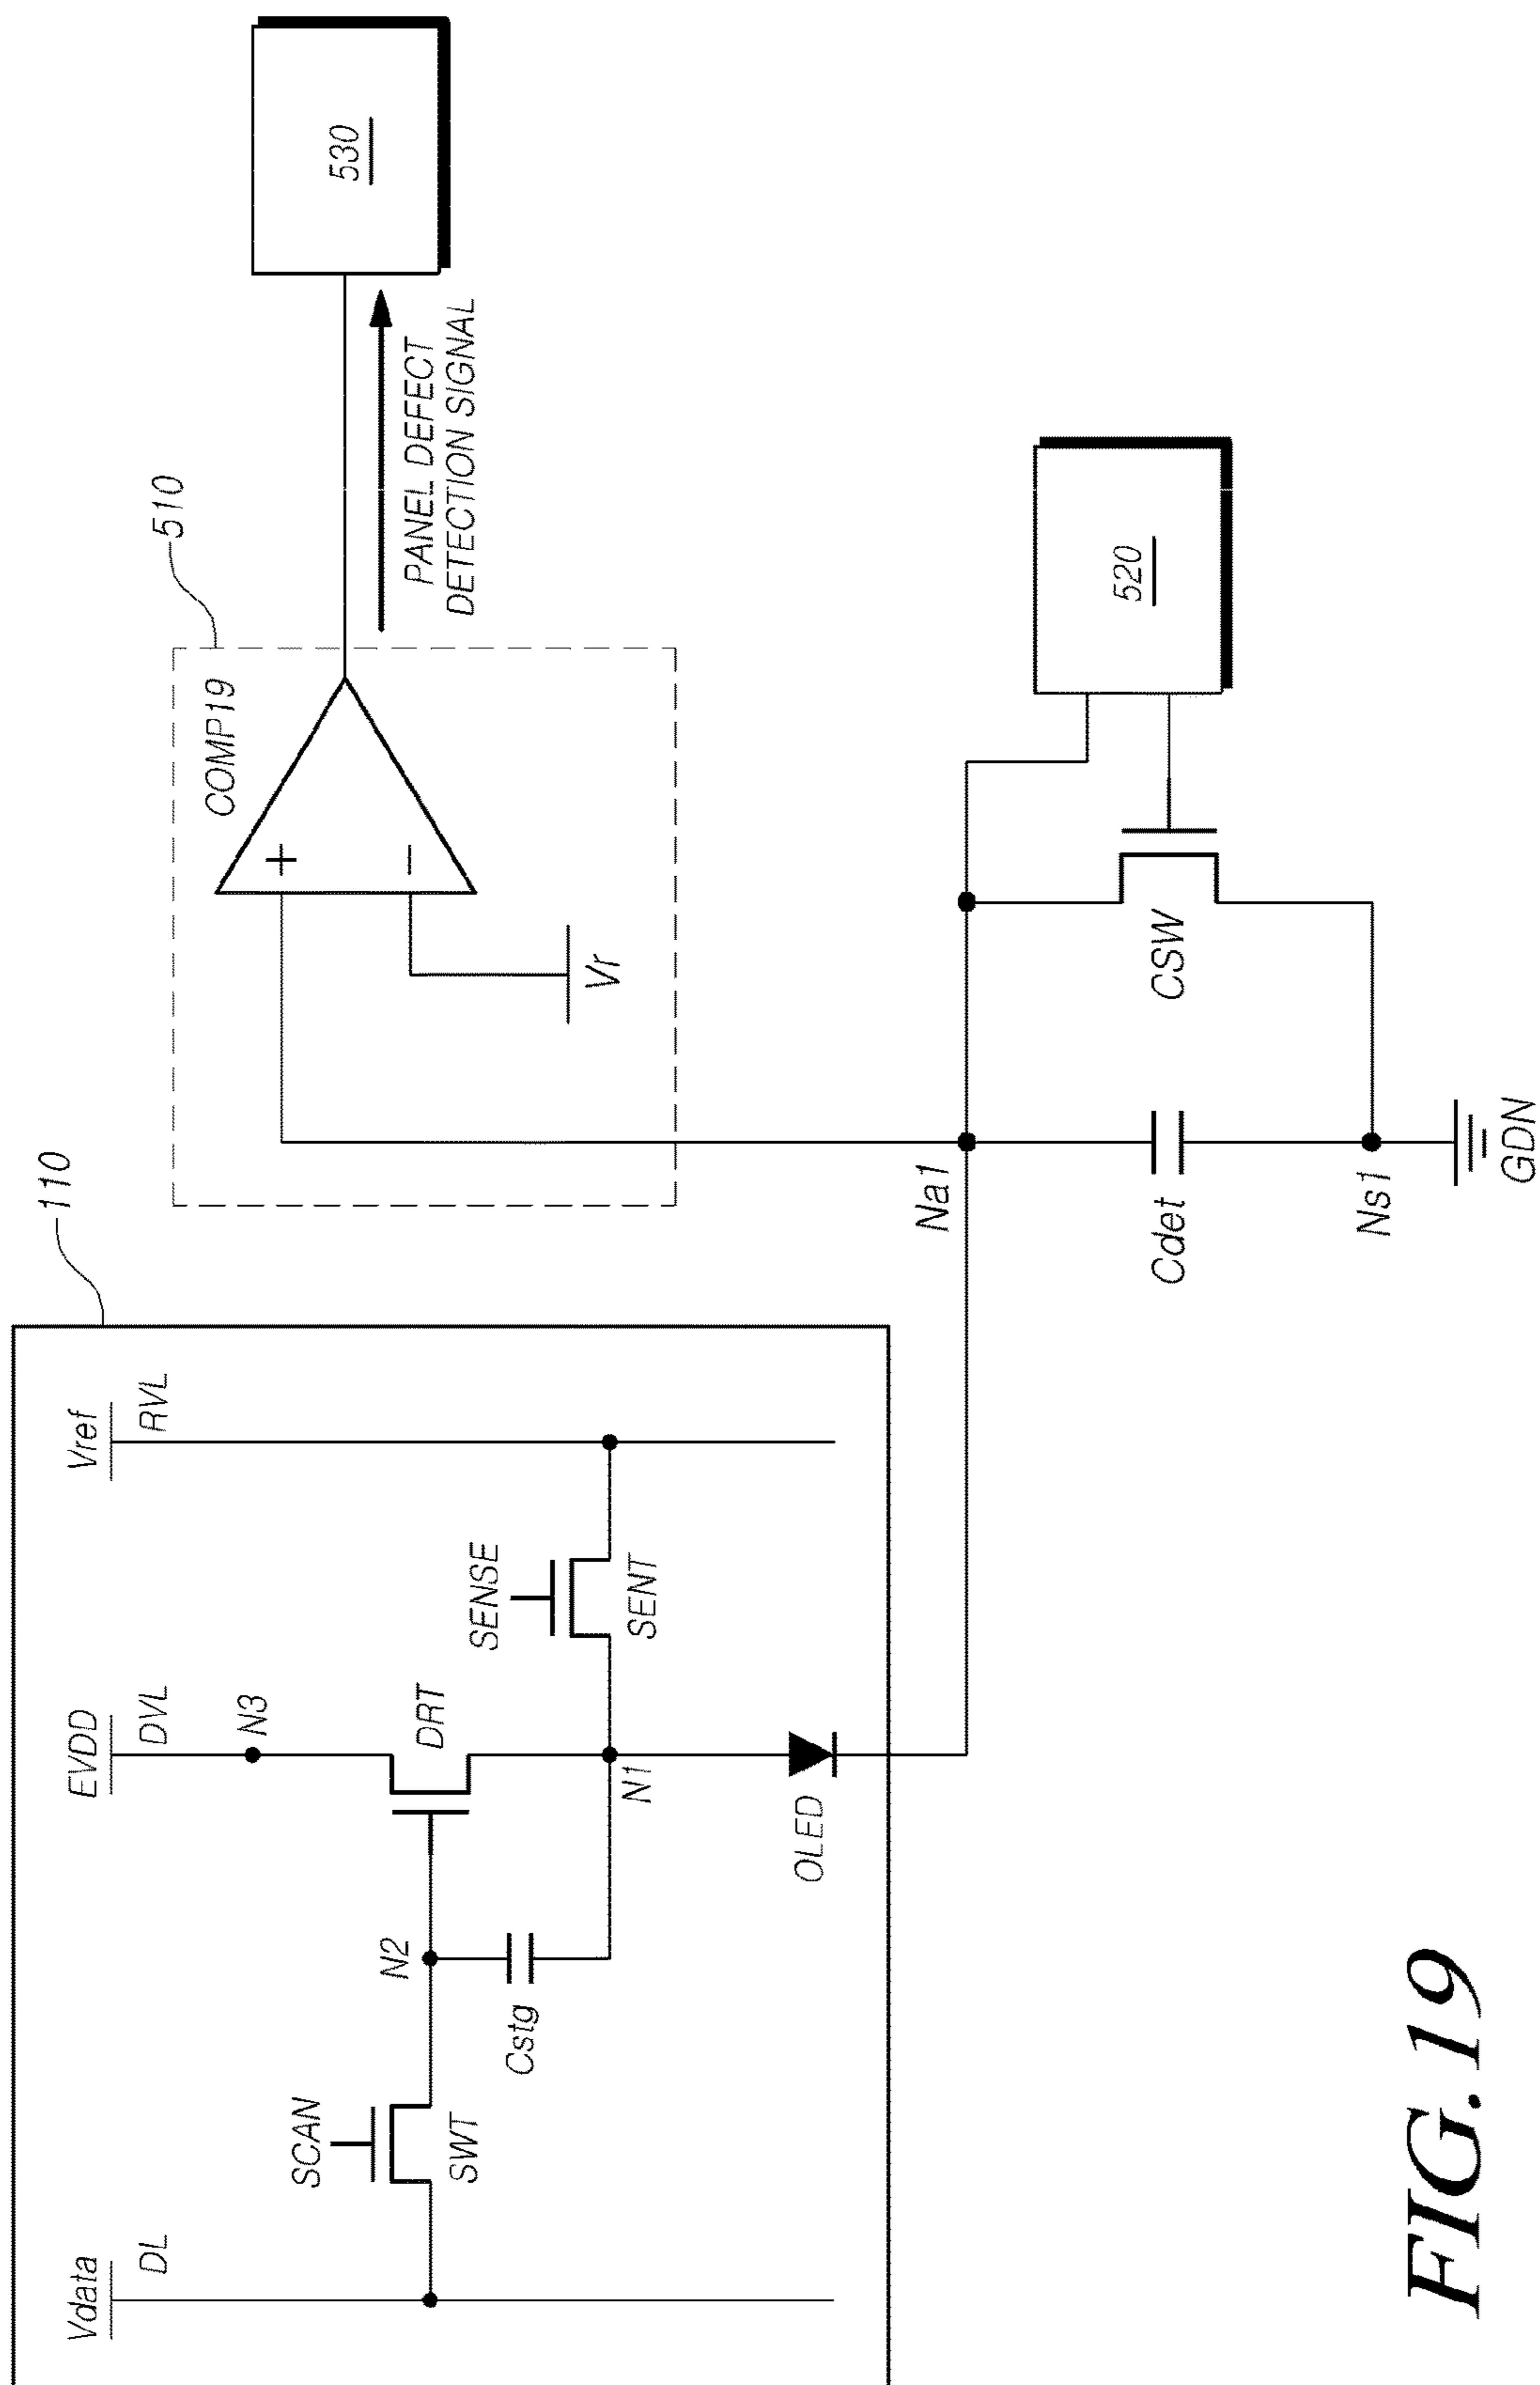 110
Vdata
DL
EVDD
DVL
Vref
RVL
N3
SCAN
SWT
N2
Cstg
DRT
SENSE
SENT
N1
OLED
510
COMP19
+
−
Vr
PANEL DEFECT
DETECTION SIGNAL
530
Na1
Cdet
CSW
520
Ns1
GDN
FIG. 19